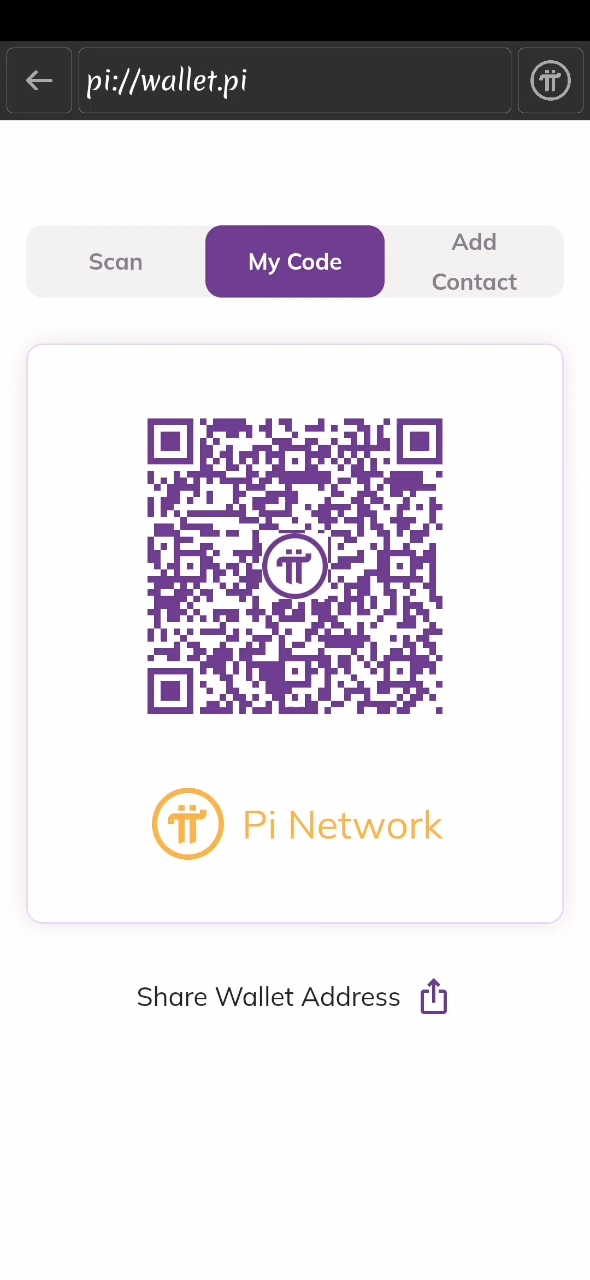 pi://wallet.pi
Scan
My Code
Add
Contact
Pi Network
Share Wallet Address